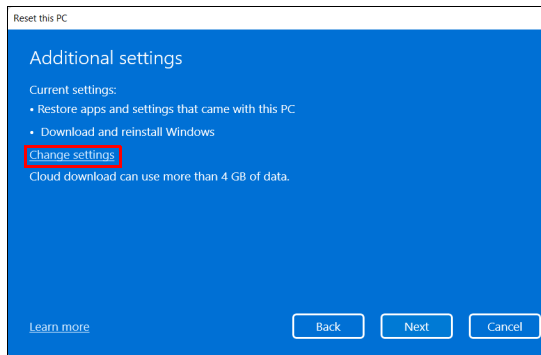 Reset this PC
Additional settings
Current settings:
• Restore apps and settings that came with this PC
• Download and reinstall Windows
Change settings
Cloud download can use more than 4 GB of data.
Learn more
Back
Next
Cancel